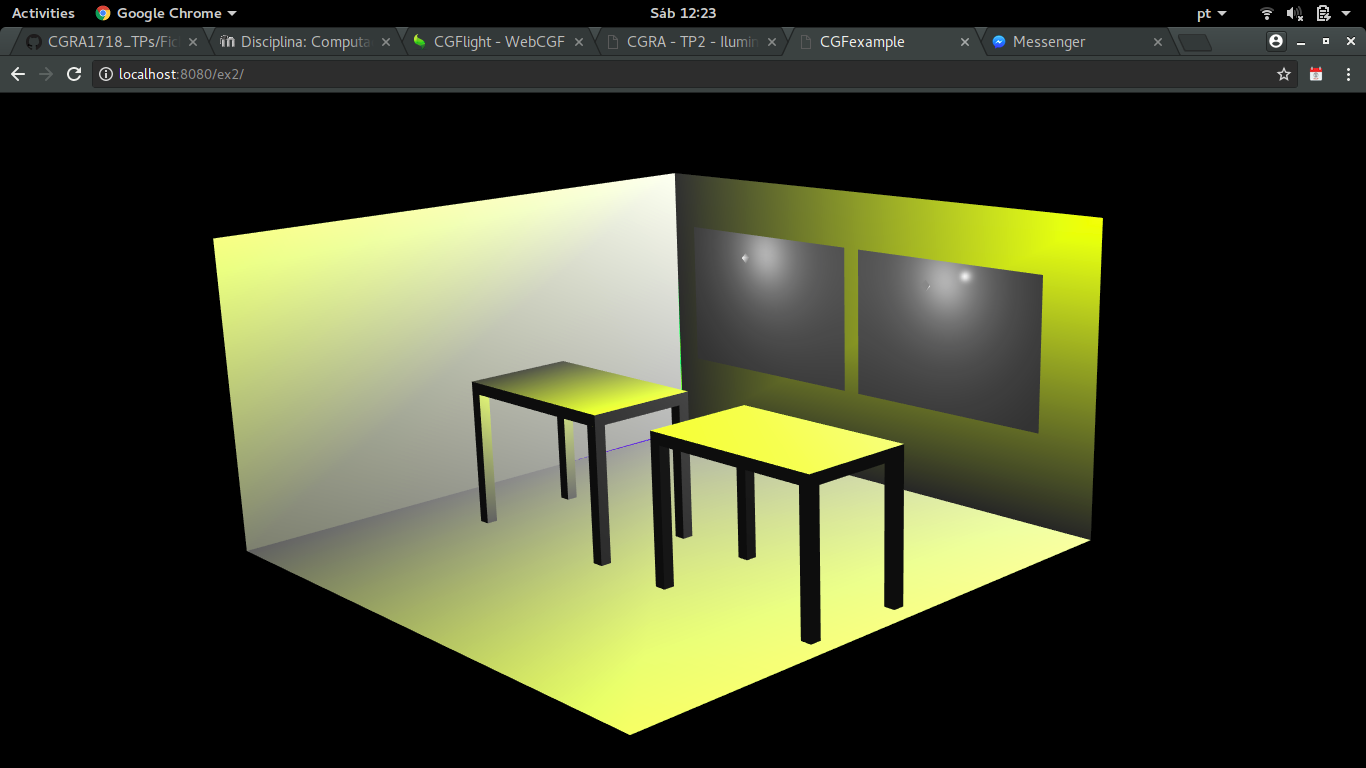 Activities Google Chrome Sáb 12:23 pt
CGRA1718_TPs/Fic Disciplina: Computa CGFlight - WebCGF CGRA - TP2 - Ilumin CGFexample Messenger
localhost:8080/ex2/